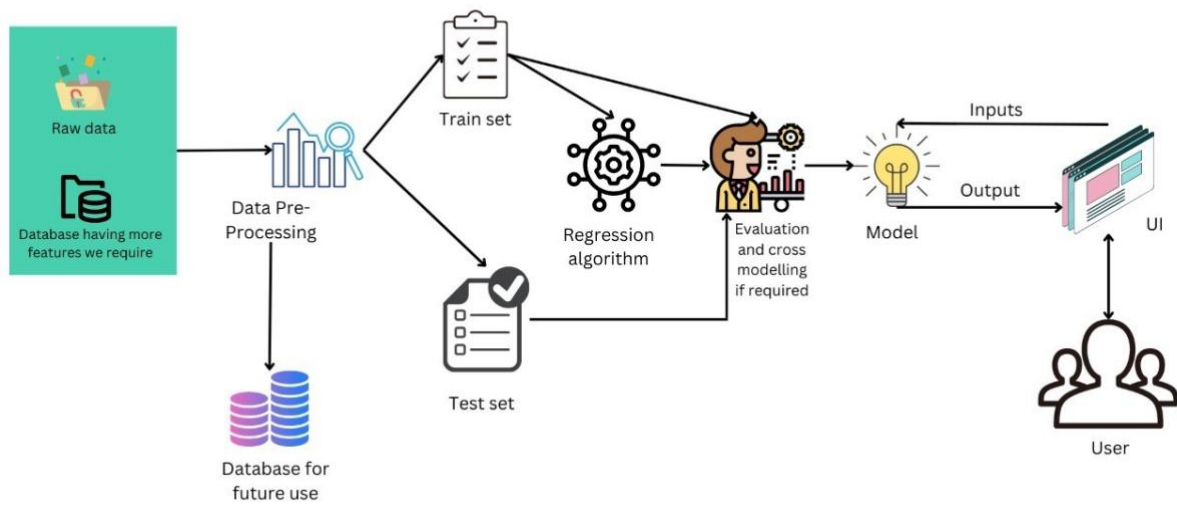 Raw data
Database having more
features we require
Data Pre-
Processing
Database for
future use
Train set
Test set
Regression
algorithm
Evaluation
and cross
modelling
if required
Model
Inputs
Output
UI
User